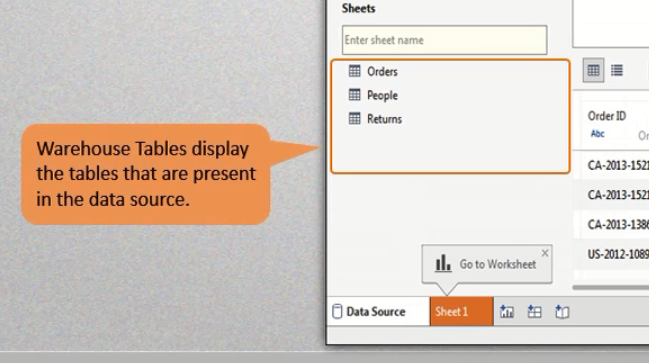 Sheets
Enter sheet name
Orders
People
Returns
Warehouse Tables display
the tables that are present
in the data source.
Order ID
Abc
Or
CA-2013-1521
CA-2013-1521
CA-2013-1386
US-2012-1089
Go to Worksheet
Data Source
Sheet 1